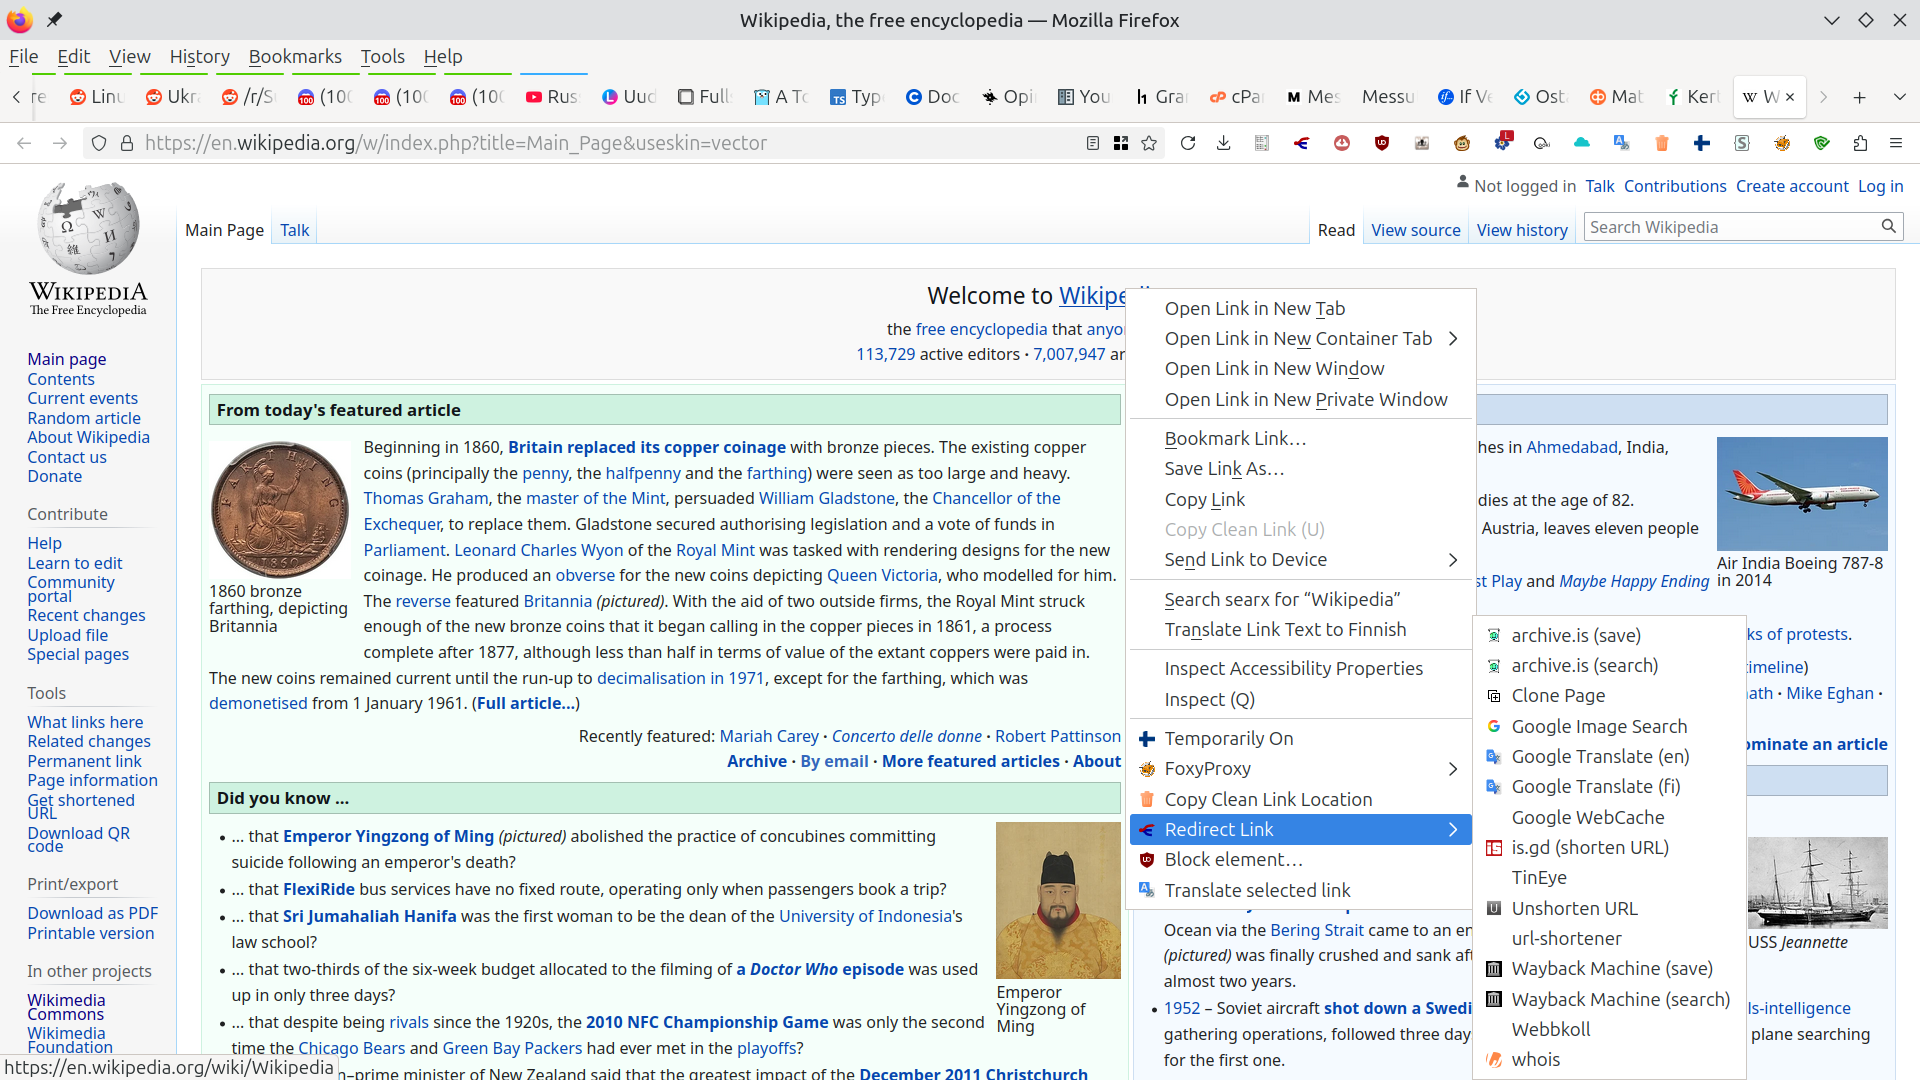 Wikipedia, the free encyclopedia — Mozilla Firefox
File Edit View History Bookmarks Tools Help
Linu Ukra /r/S (100 (100 (100 Rus Uud Full A To Type Doc Opi You Gra cPa Mes Messu If Ve Osta Mat Kert W
https://en.wikipedia.org/w/index.php?title=Main_Page&useskin=vector
Not logged in Talk Contributions Create account Log in
Main Page Talk Read View source View history Search Wikipedia
WIKIPEDIA
The Free Encyclopedia
Main page
Contents
Current events
Random article
About Wikipedia
Contact us
Donate
Contribute
Help
Learn to edit
Community
portal
Recent changes
Upload file
Special pages
Tools
What links here
Related changes
Permanent link
Page information
Get shortened
URL
Download QR
code
Print/export
Download as PDF
Printable version
In other projects
Wikimedia
Commons
Wikimedia
Foundation
https://en.wikipedia.org/wiki/Wikipedia
Welcome to Wikipedi
the free encyclopedia that anyo
113,729 active editors · 7,007,947 ar
From today's featured article
FARTHING
1860
1860 bronze
farthing, depicting
Britannia
Beginning in 1860, Britain replaced its copper coinage with bronze pieces. The existing copper
coins (principally the penny, the halfpenny and the farthing) were seen as too large and heavy.
Thomas Graham, the master of the Mint, persuaded William Gladstone, the Chancellor of the
Exchequer, to replace them. Gladstone secured authorising legislation and a vote of funds in
Parliament. Leonard Charles Wyon of the Royal Mint was tasked with rendering designs for the new
coinage. He produced an obverse for the new coins depicting Queen Victoria, who modelled for him.
The reverse featured Britannia (pictured). With the aid of two outside firms, the Royal Mint struck
enough of the new bronze coins that it began calling in the copper pieces in 1861, a process
complete after 1877, although less than half in terms of value of the extant coppers were paid in.
The new coins remained current until the run-up to decimalisation in 1971, except for the farthing, which was
demonetised from 1 January 1961. (Full article...)
Recently featured: Mariah Carey · Concerto delle donne · Robert Pattinson
Archive · By email · More featured articles · About
Did you know ...
... that Emperor Yingzong of Ming (pictured) abolished the practice of concubines committing
suicide following an emperor's death?
... that FlexiRide bus services have no fixed route, operating only when passengers book a trip?
... that Sri Jumahaliah Hanifa was the first woman to be the dean of the University of Indonesia's
law school?
... that two-thirds of the six-week budget allocated to the filming of a Doctor Who episode was used
up in only three days?
... that despite being rivals since the 1920s, the 2010 NFC Championship Game was only the second
time the Chicago Bears and Green Bay Packers had ever met in the playoffs?
n–prime minister of New Zealand said that the greatest impact of the December 2011 Christchurch
Emperor
Yingzong of
Ming
Open Link in New Tab
Open Link in New Container Tab
Open Link in New Window
Open Link in New Private Window
Bookmark Link…
Save Link As…
Copy Link
Copy Clean Link (U)
Send Link to Device
Search searx for “Wikipedia”
Translate Link Text to Finnish
Inspect Accessibility Properties
Inspect (Q)
Temporarily On
FoxyProxy
Copy Clean Link Location
Redirect Link
Block element…
Translate selected link
archive.is (save)
archive.is (search)
Clone Page
Google Image Search
Google Translate (en)
Google Translate (fi)
Google WebCache
is.gd (shorten URL)
TinEye
Unshorten URL
url-shortener
Wayback Machine (save)
Wayback Machine (search)
Webbkoll
whois
hes in Ahmedabad, India,
dies at the age of 82.
Austria, leaves eleven people
st Play and Maybe Happy Ending
Air India Boeing 787-8
in 2014
ks of protests.
timeline)
ath · Mike Eghan ·
ominate an article
USS Jeannette
Ocean via the Bering Strait came to an en
(pictured) was finally crushed and sank aft
almost two years.
1952 – Soviet aircraft shot down a Swedi
ls-intelligence
gathering operations, followed three day
plane searching
for the first one.